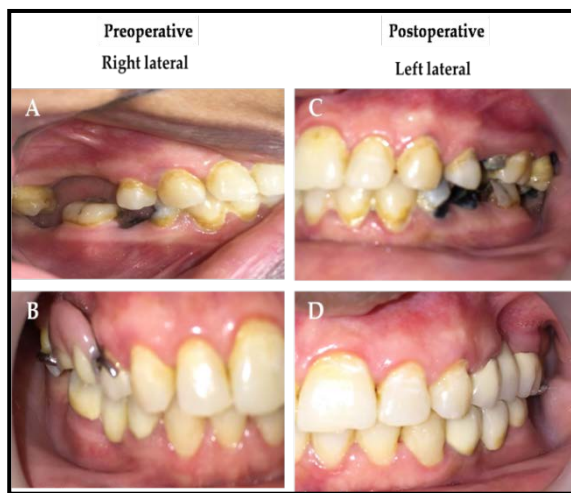 Preoperative
Postoperative
Right lateral
Left lateral
A
C
B
D